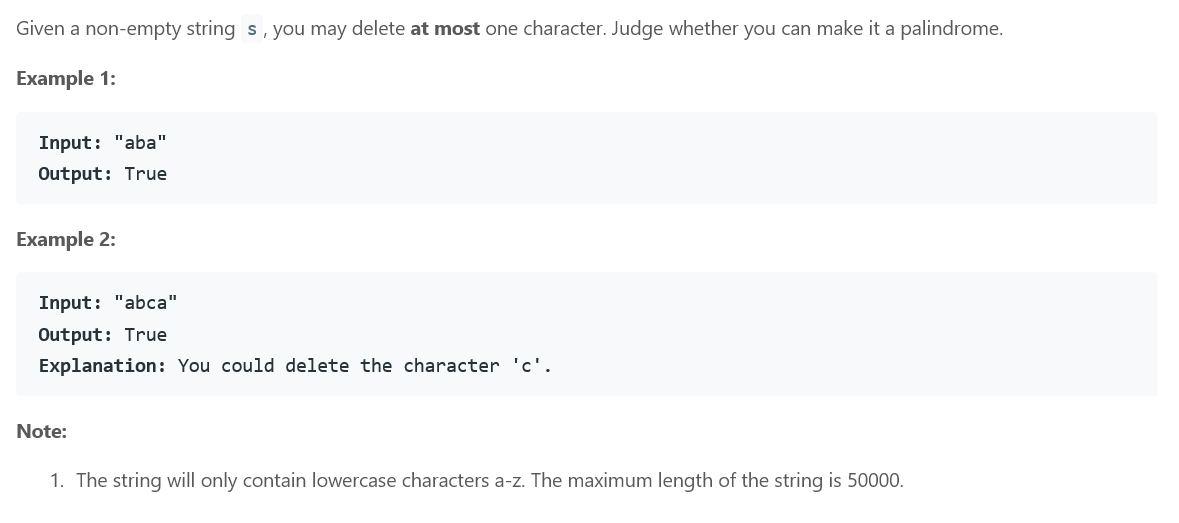 Given a non-empty string s, you may delete at most one character. Judge whether you can make it a palindrome.
Example 1:
Input: "aba"
Output: True
Example 2:
Input: "abca"
Output: True
Explanation: You could delete the character 'c'.
Note:
1. The string will only contain lowercase characters a-z. The maximum length of the string is 50000.